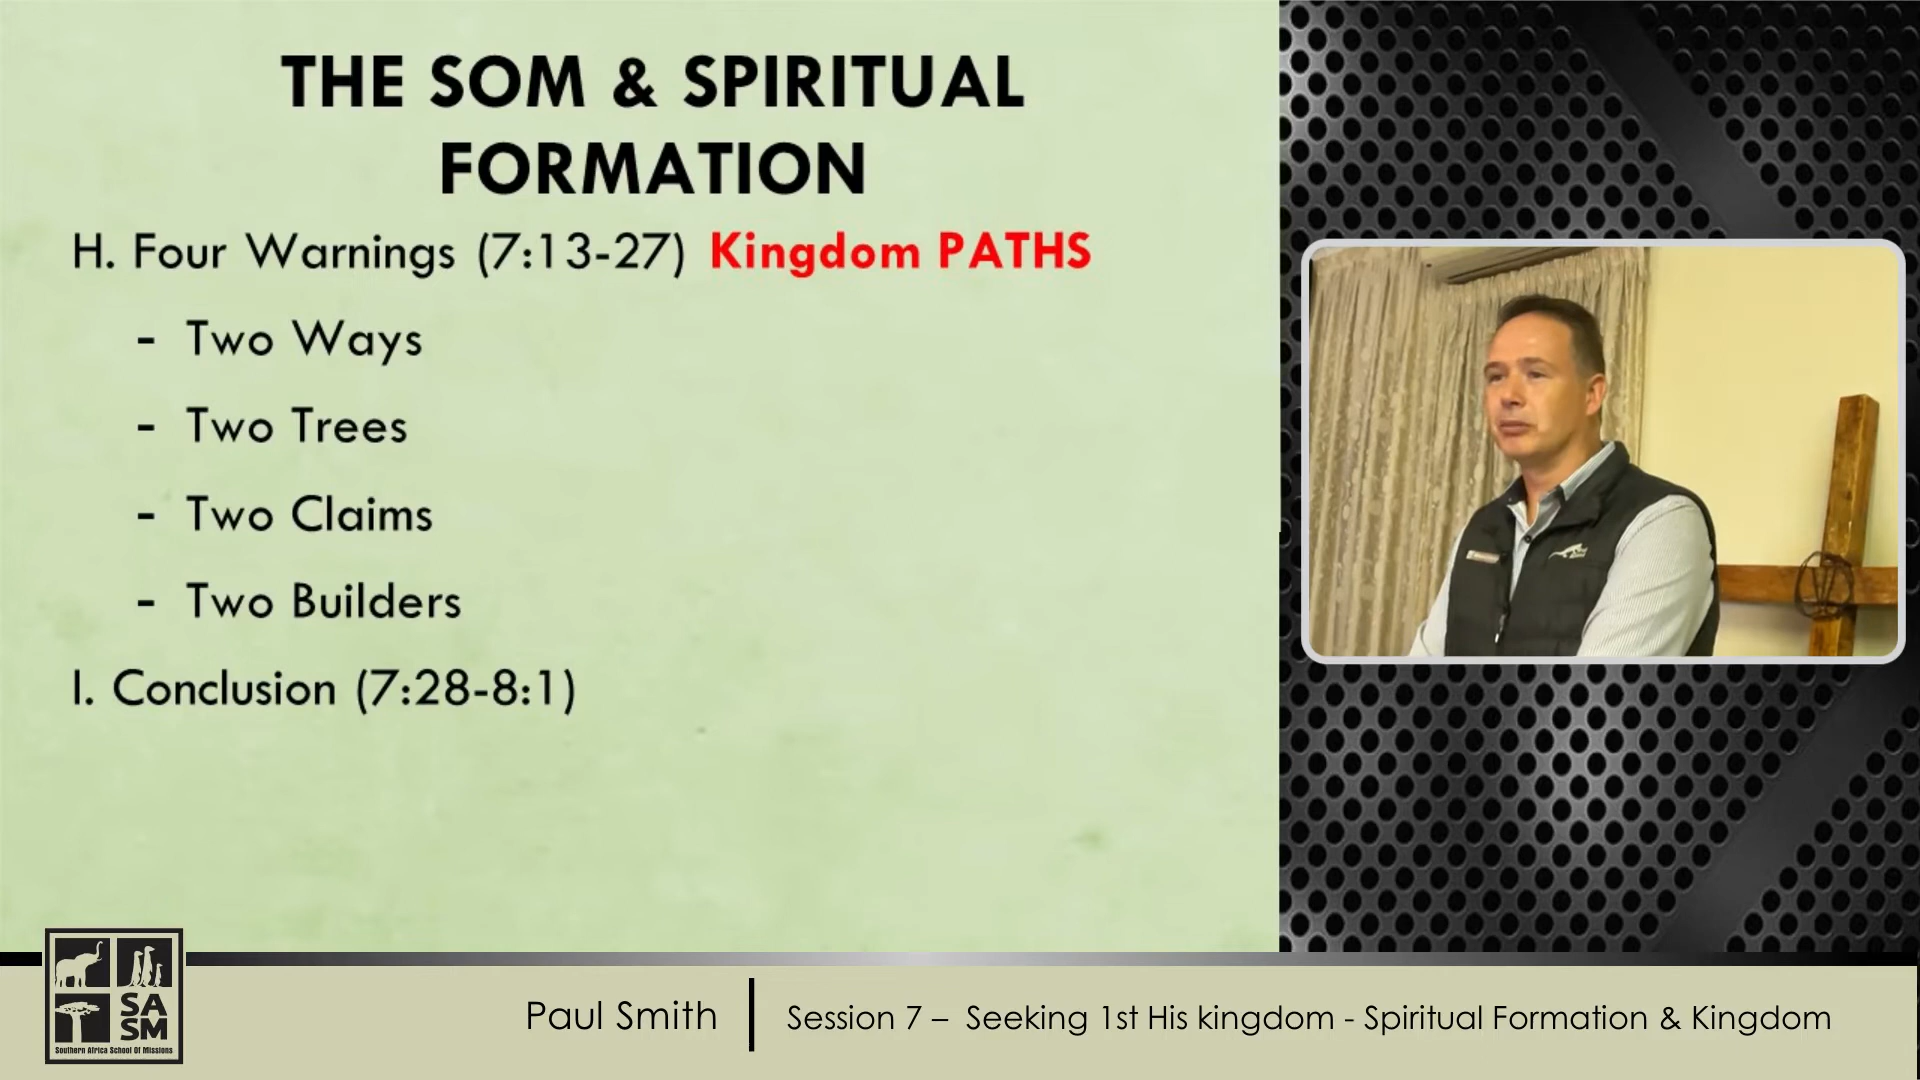 THE SOM & SPIRITUAL
FORMATION
H. Four Warnings (7:13-27) Kingdom PATHS
- Two Ways
- Two Trees
- Two Claims
- Two Builders
I. Conclusion (7:28-8:1)
SA
SM
Southern Africa School Of Missions
Paul Smith
Session 7 – Seeking 1st His kingdom - Spiritual Formation & Kingdom